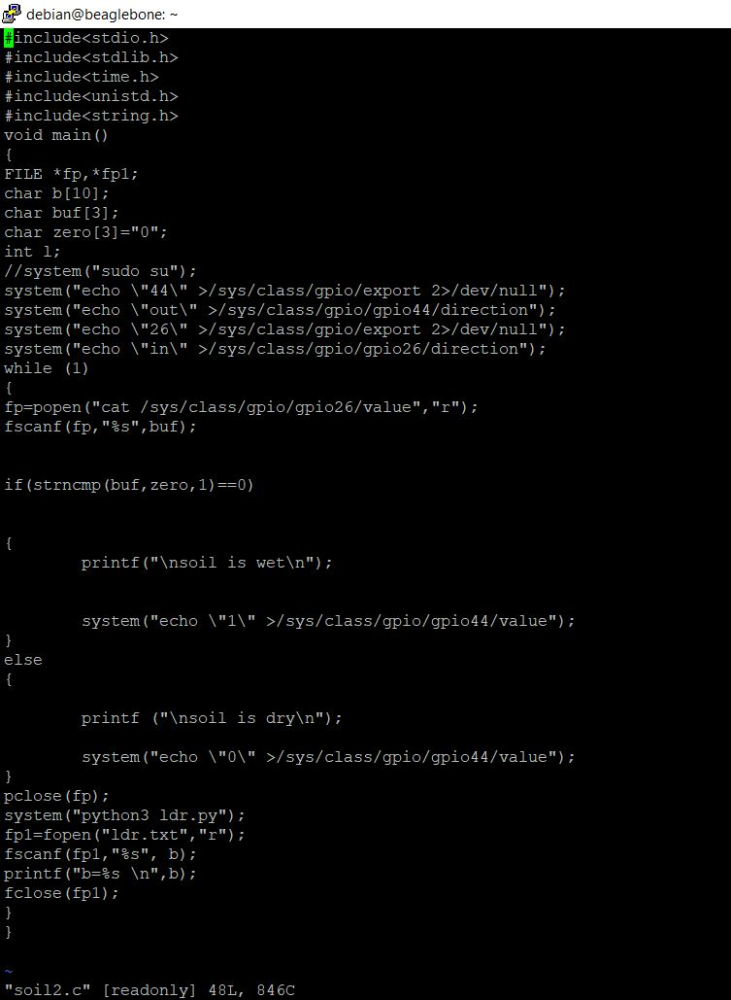 debian@beaglebone: ~
#include<stdio.h>
#include<stdlib.h>
#include<time.h>
#include<unistd.h>
#include<string.h>
void main()
{
FILE *fp,*fp1;
char b[10];
char buf[3];
char zero[3]="0";
int l;
//system("sudo su");
system("echo \"44\" >/sys/class/gpio/export 2>/dev/null");
system("echo \"out\" >/sys/class/gpio/gpio44/direction");
system("echo \"26\" >/sys/class/gpio/export 2>/dev/null");
system("echo \"in\" >/sys/class/gpio/gpio26/direction");
while (1)
{
fp=popen("cat /sys/class/gpio/gpio26/value","r");
fscanf(fp,"%s",buf);
if(strncmp(buf,zero,1)==0)
{
printf("\nsoil is wet\n");
system("echo \"1\" >/sys/class/gpio/gpio44/value");
}
else
{
printf ("\nsoil is dry\n");
system("echo \"0\" >/sys/class/gpio/gpio44/value");
}
pclose(fp);
system("python3 ldr.py");
fp1=fopen("ldr.txt","r");
fscanf(fp1,"%s", b);
printf("b=%s \n",b);
fclose(fp1);
}
}
~
"soil2.c" [readonly] 48L, 846C